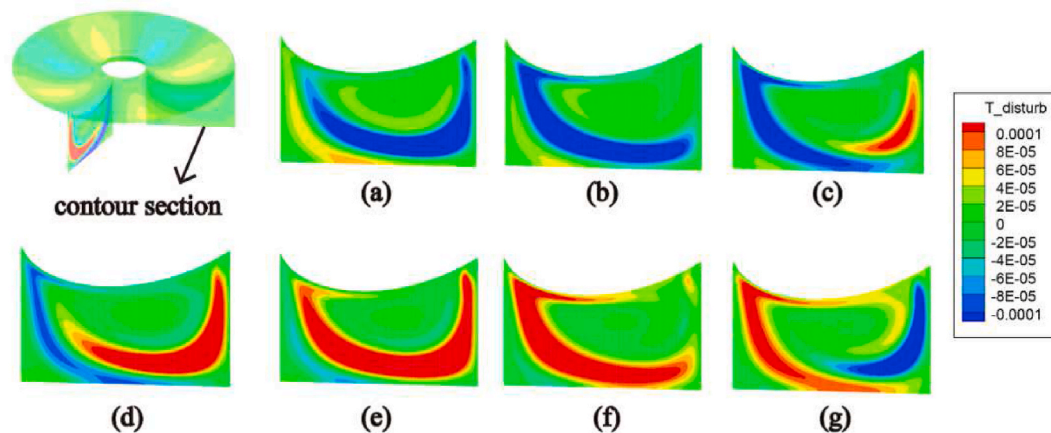 contour section
(a)
(b)
(c)
T_disturb
0.0001
8E-05
6E-05
4E-05
2E-05
0
-2E-05
-4E-05
-6E-05
-8E-05
-0.0001
(d)
(e)
(f)
(g)